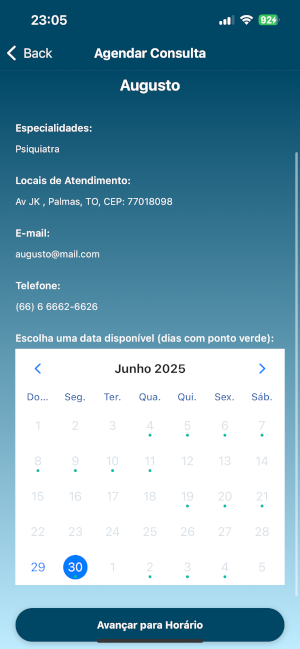 23:05
92
Back
Agendar Consulta
Augusto
Especialidades:
Psiquiatra
Locais de Atendimento:
Av JK , Palmas, TO, CEP: 77018098
E-mail:
augusto@mail.com
Telefone:
(66) 6 6662-6626
Escolha uma data disponível (dias com ponto verde):
Junho 2025
Do... Seg. Ter. Qua. Qui. Sex. Sáb.
1 2 3 4 5 6 7
8 9 10 11 12 13 14
15 16 17 18 19 20 21
22 23 24 25 26 27 28
29 30 1 2 3 4 5
Avançar para Horário